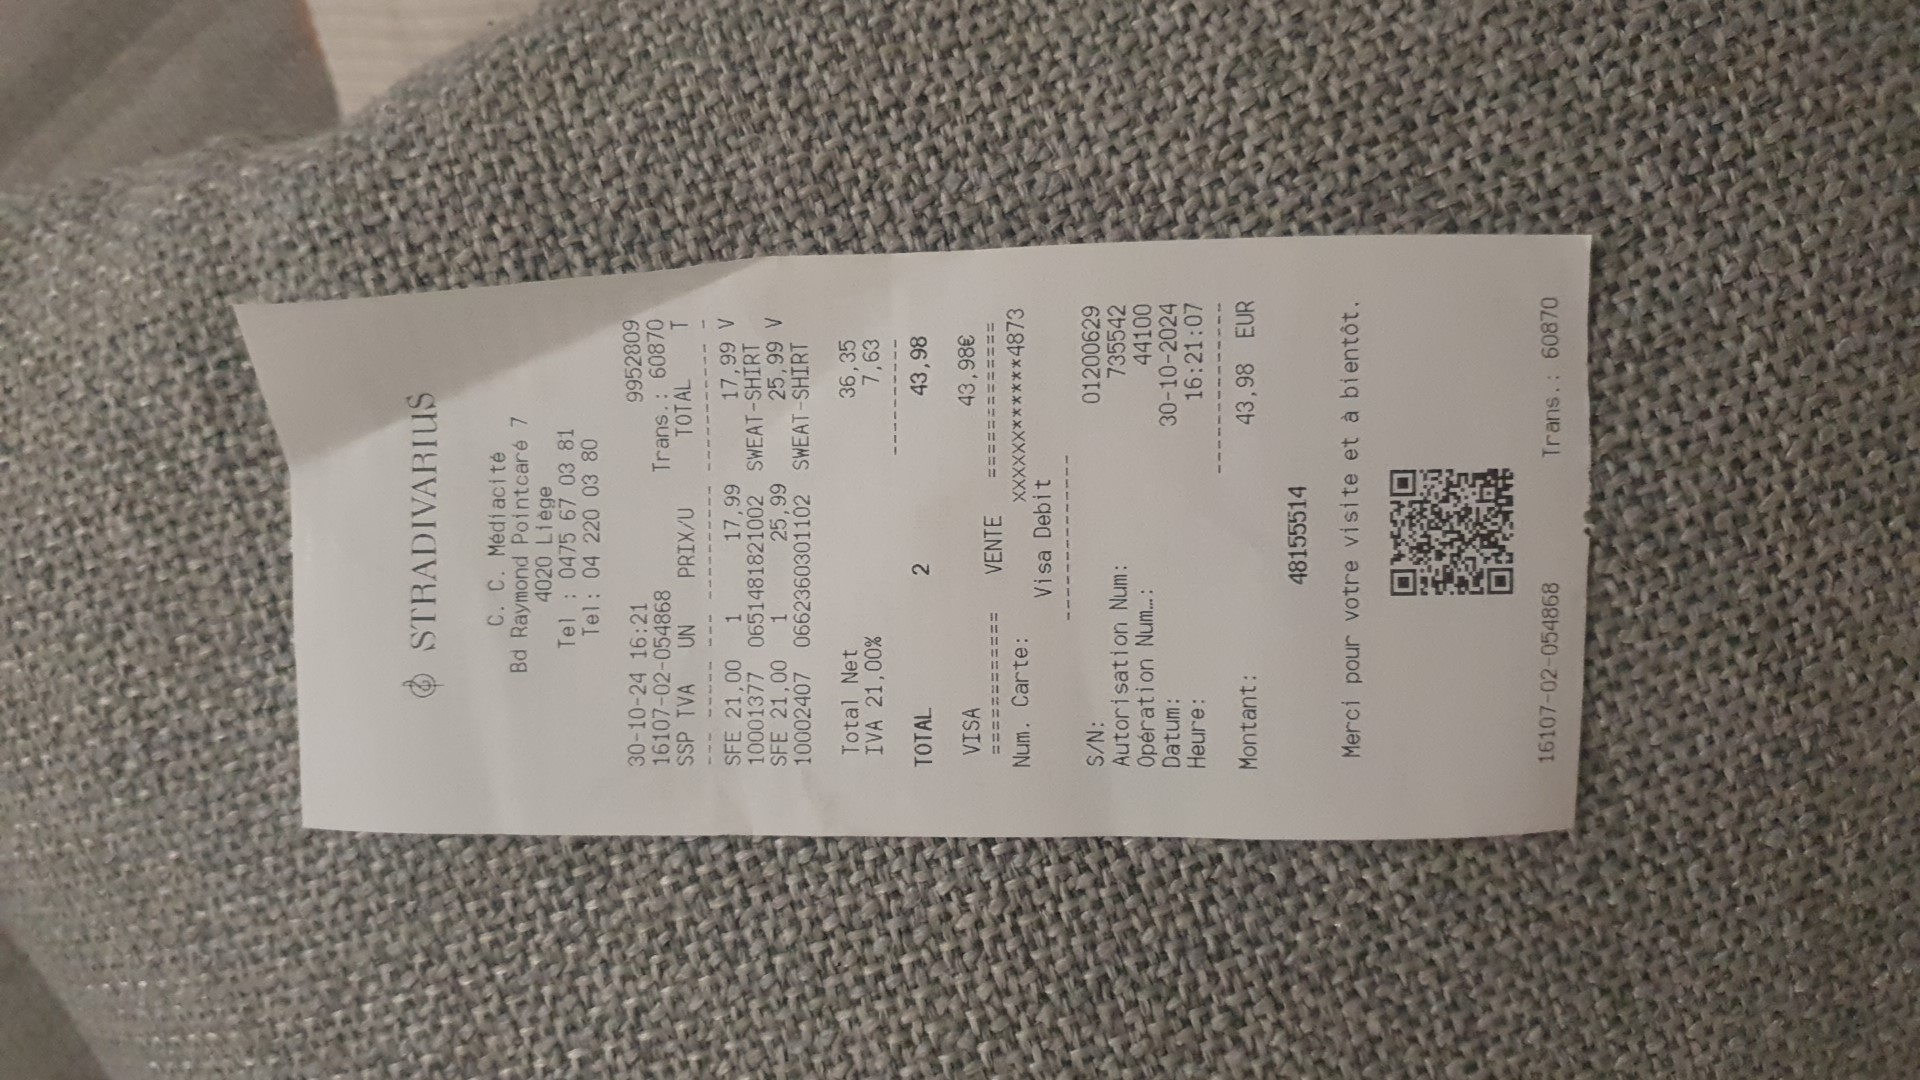 STRADIVARIUS
C. C. Médiacité
Bd Raymond Pointcaré 7
4020 Liège
Tel : 0475 67 03 81
Tel: 04 220 03 80
30-10-24 16:21 9952809
16107-02-054868 Trans.: 60870
SSP TVA UN PRIX/U TOTAL T
--- ---- --- --------- --------- -
SFE 21,00 1 17,99 17,99 V
10001377 06514818821002 SWEAT-SHIRT
SFE 21,00 1 25,99 25,99 V
10002407 06623603011102 SWEAT-SHIRT
Total Net 36,35
IVA 21,00% 7,63
----------
TOTAL 2 43,98
VISA 43,98€
=========== VENTE ============
Num. Carte: XXXXXX*********4873
Visa Debit
--------------
S/N: 01200629
Autorisation Num: 735542
Opération Num…: 44100
Datum: 30-10-2024
Heure: 16:21:07
--------------
Montant: 43,98 EUR
48155514
Merci pour votre visite et à bientôt.
16107-02-054868 Trans.: 60870